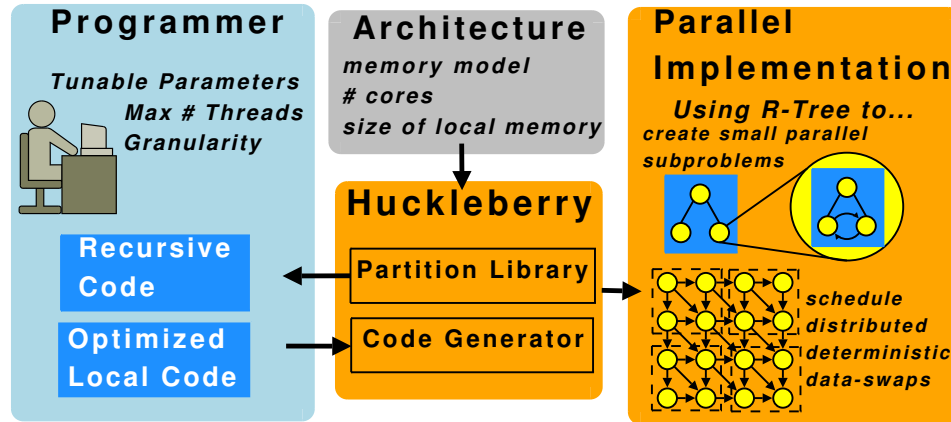 Programmer
Tunable Parameters
Max # Threads
Granularity
Recursive
Code
Optimized
Local Code
Architecture
memory model
# cores
size of local memory
Huckleberry
Partition Library
Code Generator
Parallel
Implementation
Using R-Tree to...
create small parallel
subproblems
schedule
distributed
deterministic
data-swaps